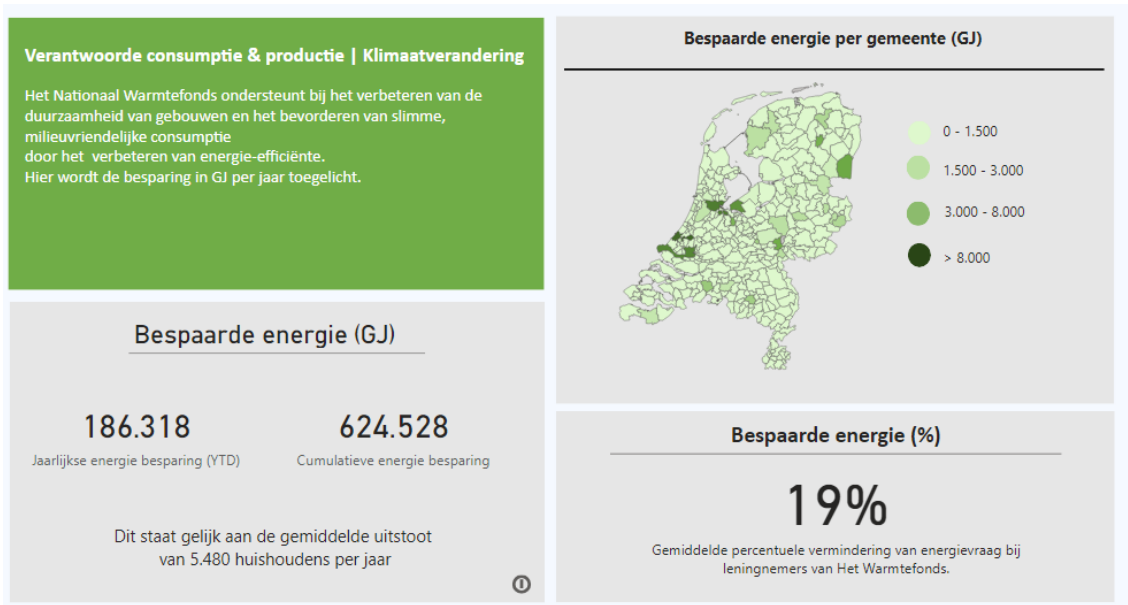 Verantwoorde consumptie & productie | Klimaatverandering
Het Nationaal Warmtefonds ondersteunt bij het verbeteren van de
duurzaamheid van gebouwen en het bevorderen van slimme,
milieuvriendelijke consumptie
door het  verbeteren van energie-efficiënte.
Hier wordt de besparing in GJ per jaar toegelicht.
Bespaarde energie (GJ)
186.318
Jaarlijkse energie besparing (YTD)
624.528
Cumulatieve energie besparing
Dit staat gelijk aan de gemiddelde uitstoot
van 5.480 huishoudens per jaar
Bespaarde energie per gemeente (GJ)
0 - 1.500
1.500 - 3.000
3.000 - 8.000
> 8.000
Bespaarde energie (%)
19%
Gemiddelde percentuele vermindering van energievraag bij
leningnemers van Het Warmtefonds.